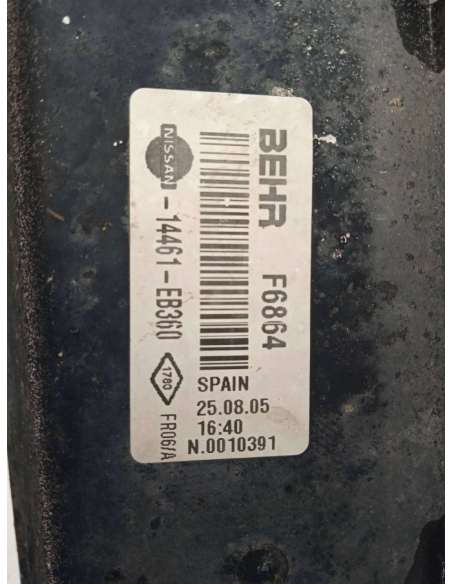 BEHR F6864
NISSAN -14461-EB360
1780 FR06/A
SPAIN
25.08.05
16:40
N.0010391